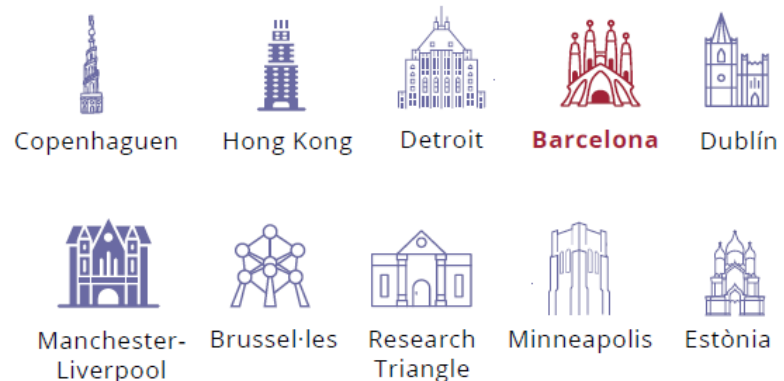 Copenhaguen Hong Kong Detroit Barcelona Dublín
Manchester- Brussel·les Research Minneapolis Estònia
Liverpool Triangle